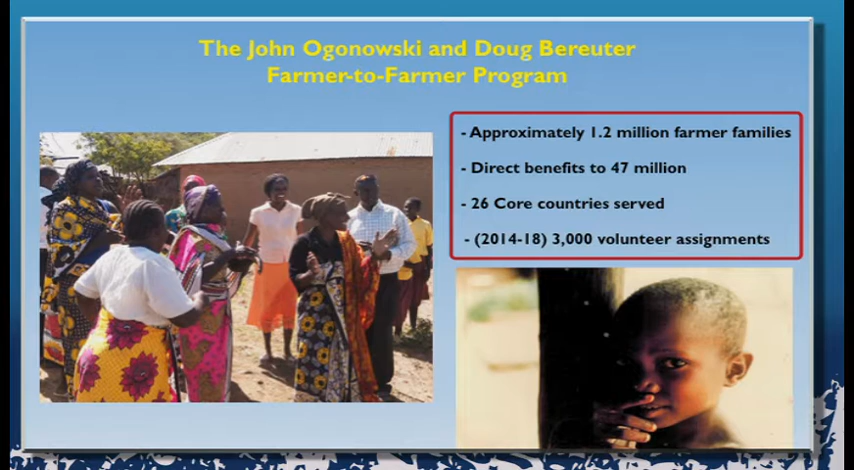 The John Ogonowski and Doug Bereuter
Farmer-to-Farmer Program
- Approximately 1.2 million farmer families
- Direct benefits to 47 million
- 26 Core countries served
- (2014-18) 3,000 volunteer assignments